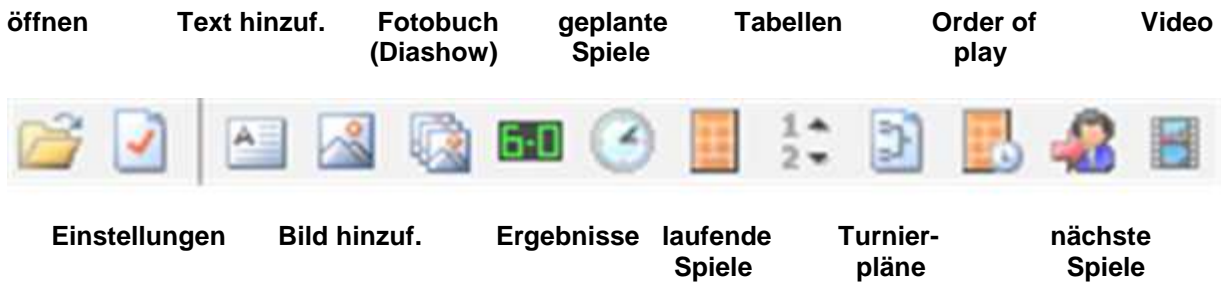 öffnen Text hinzuf. Fotobuch geplante Tabellen Order of Video
(Diashow) Spiele play
A 6-0 1
2
Einstellungen Bild hinzuf. Ergebnisse laufende Turnier- nächste
Spiele pläne Spiele